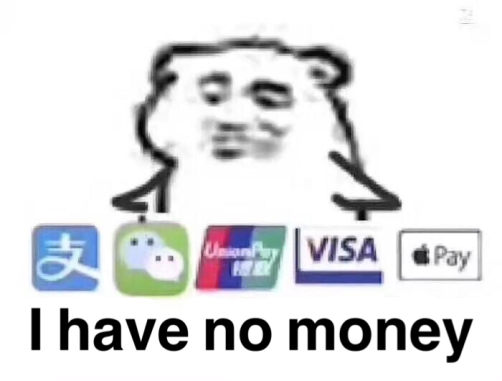 支 UnionPay 银联 VISA Pay
I have no money